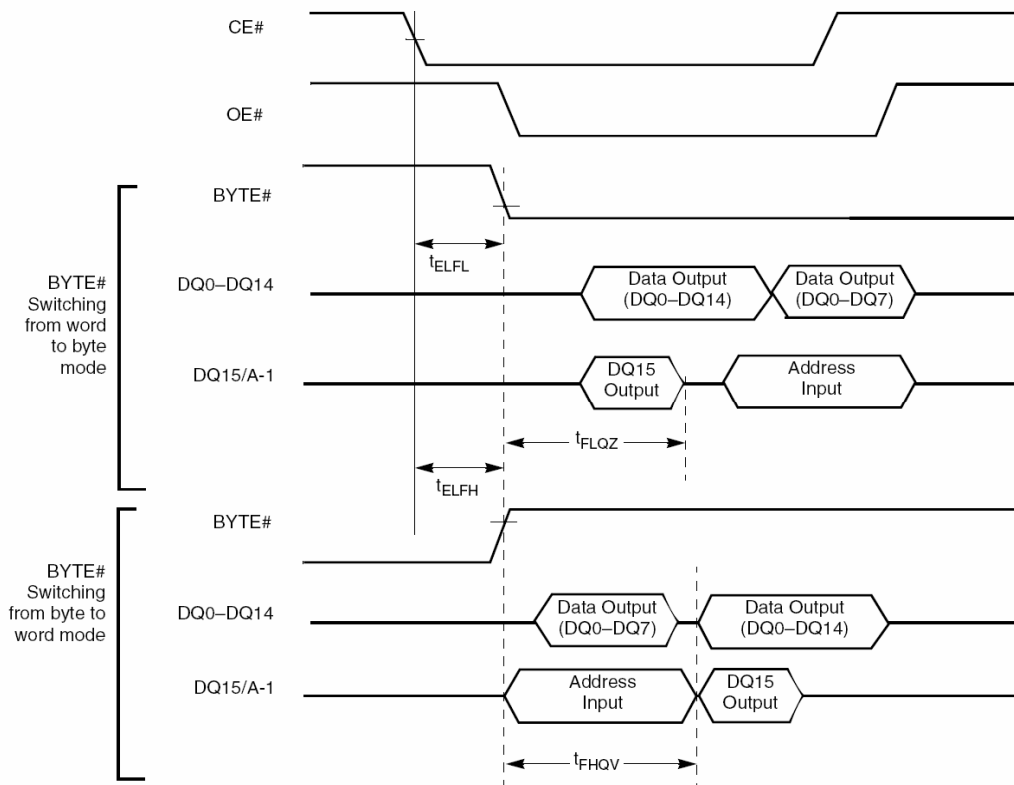 CE#
OE#
BYTE#
tELFL
BYTE#
Switching
from word
to byte
mode
DQ0–DQ14
Data Output
(DQ0–DQ14)
Data Output
(DQ0–DQ7)
DQ15/A-1
DQ15
Output
Address
Input
tFLQZ
tELFH
BYTE#
BYTE#
Switching
from byte to
word mode
DQ0–DQ14
Data Output
(DQ0–DQ7)
Data Output
(DQ0–DQ14)
DQ15/A-1
Address
Input
DQ15
Output
tFHQV